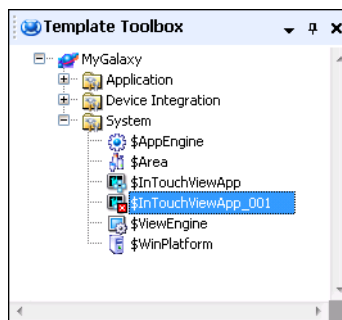 Template Toolbox
MyGalaxy
Application
Device Integration
System
$AppEngine
$Area
$InTouchViewApp
$InTouchViewApp_001
$ViewEngine
$WinPlatform